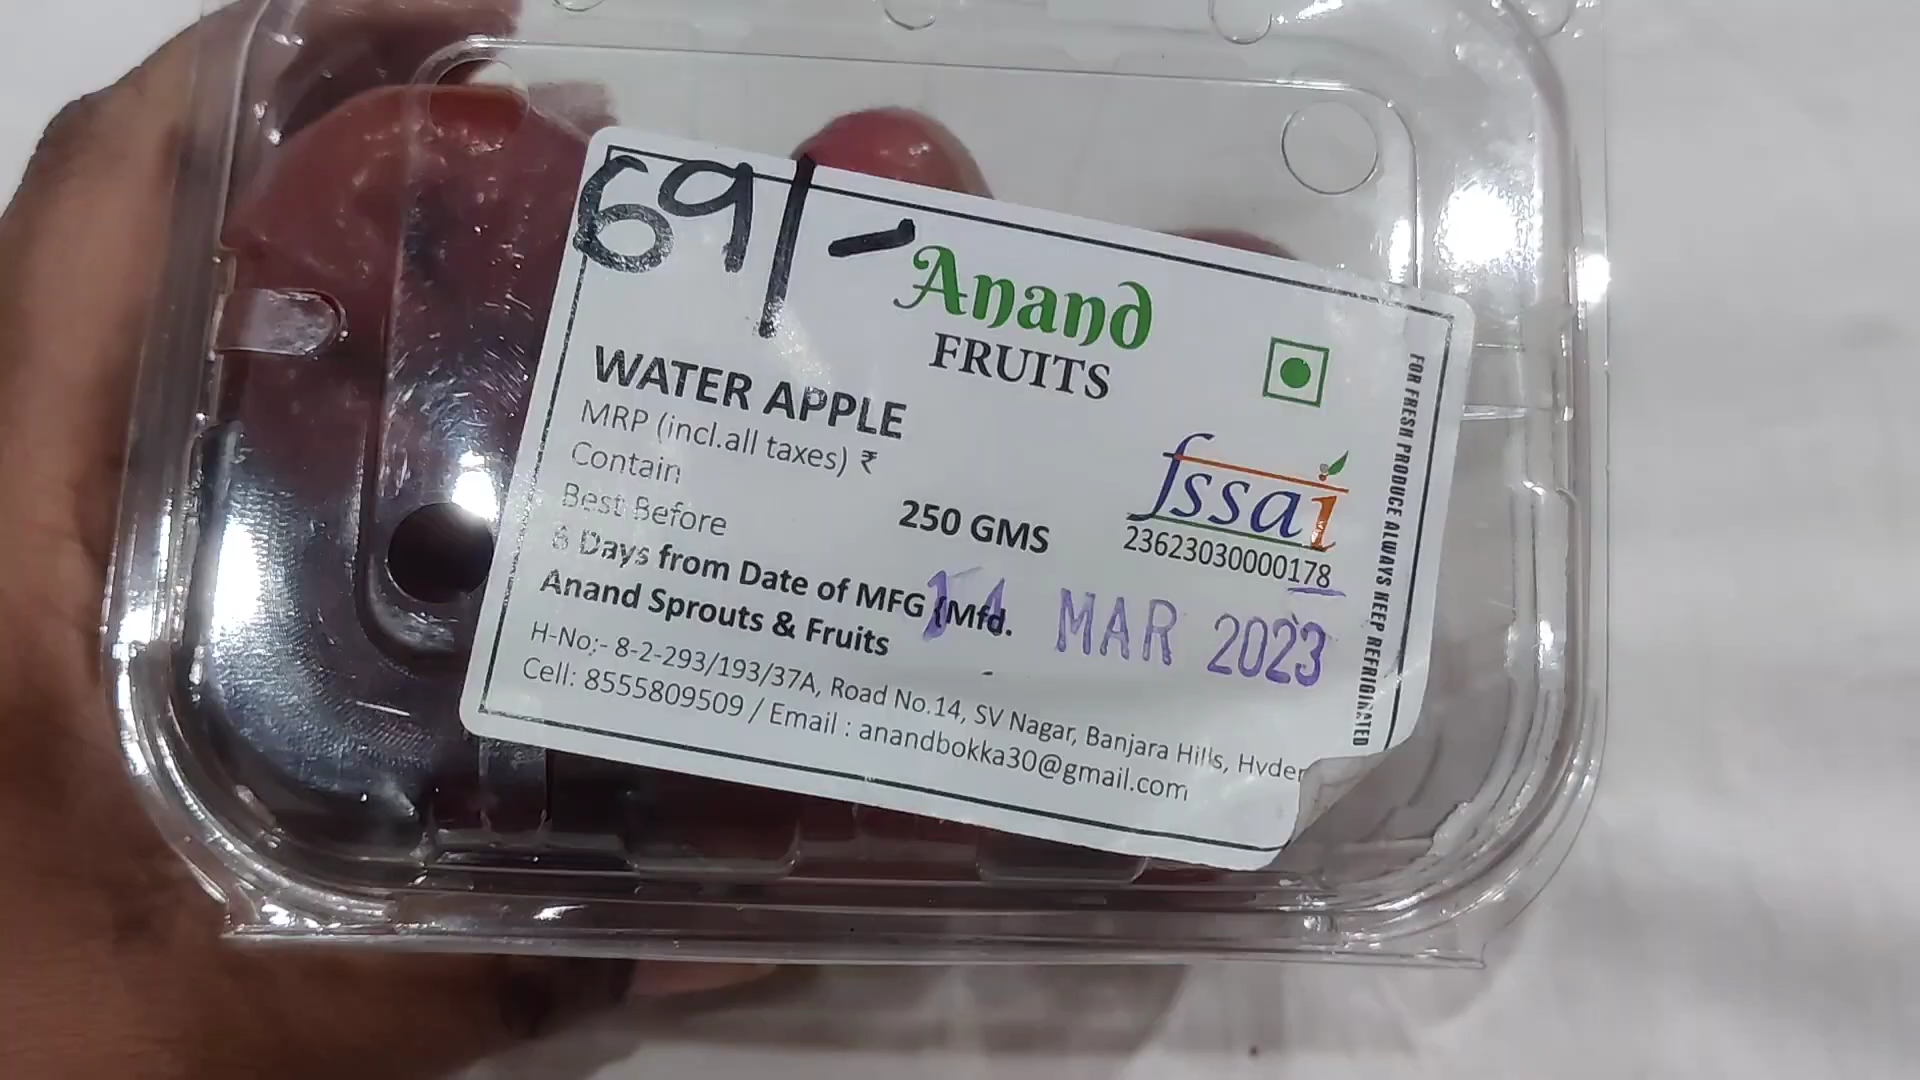 69/-
Anand
FRUITS
WATER APPLE
MRP (incl.all taxes) ₹
Contain
250 GMS
Best Before
Days from Date of MFG {Mfd.
Anand Sprouts & Fruits
H-No:- 8-2-293/193/37A, Road No.14, SV Nagar, Banjara Hills, Hyder
Cell: 8555809509 / Email : anandbokka30@gmail.com
fssai
23623030000178
14 MAR 2023
FOR FRESH PRODUCE ALWAYS KEEP REFRIGIRATED